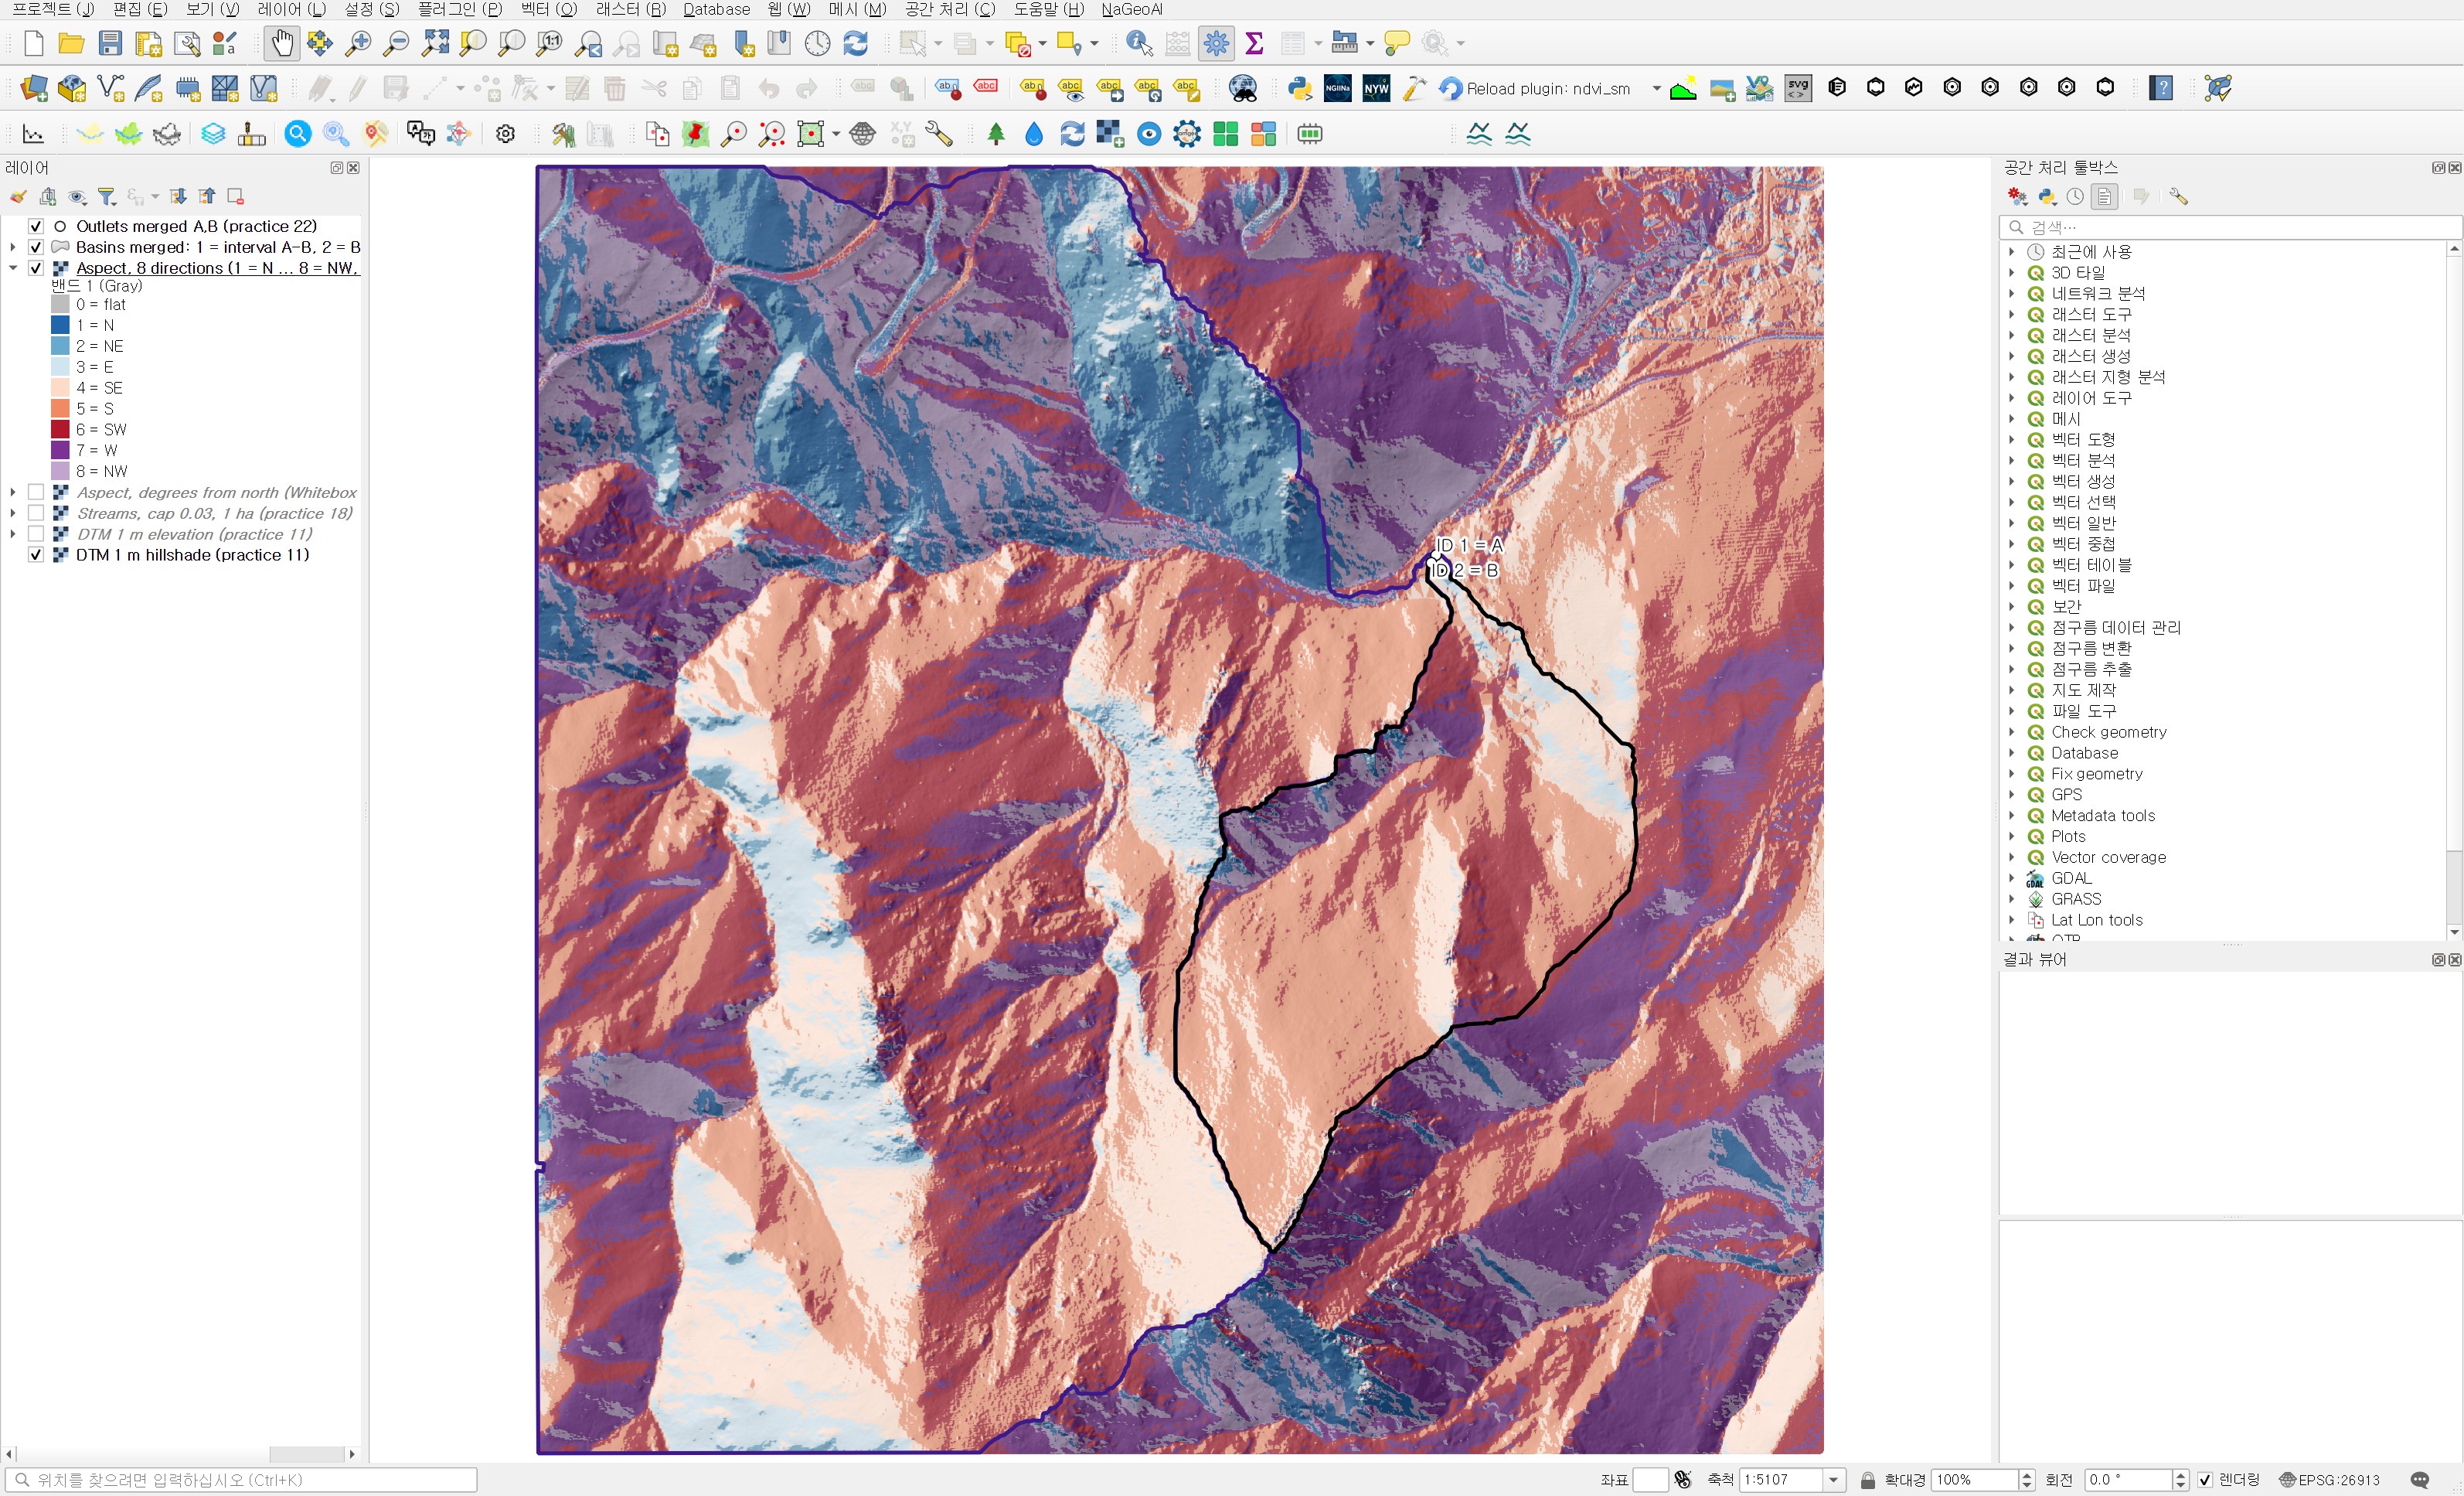 프로젝트 (J) 편집 (E) 보기 (V) 레이어 (L) 설정 (S) 플러그인 (P) 벡터 (O) 래스터 (R) Database 웹 (W) 메시 (M) 공간 처리 (C) 도움말 (H) NaGeoAI
Reload plugin: ndvi_sm
레이어
Outlets merged A,B (practice 22)
Basins merged: 1 = interval A-B, 2 = B
Aspect, 8 directions (1 = N ... 8 = NW,
밴드 1 (Gray)
0 = flat
1 = N
2 = NE
3 = E
4 = SE
5 = S
6 = SW
7 = W
8 = NW
Aspect, degrees from north (Whitebox
Streams, cap 0.03, 1 ha (practice 18)
DTM 1 m elevation (practice 11)
DTM 1 m hillshade (practice 11)
ID 1 = A
ID 2 = B
공간 처리 툴박스
검색…
최근에 사용
3D 타일
네트워크 분석
래스터 도구
래스터 분석
래스터 생성
래스터 지형 분석
레이어 도구
메시
벡터 도형
벡터 분석
벡터 생성
벡터 선택
벡터 일반
벡터 중첩
벡터 테이블
벡터 파일
보간
점구름 데이터 관리
점구름 변환
점구름 추출
지도 제작
파일 도구
Check geometry
Database
Fix geometry
GPS
Metadata tools
Plots
Vector coverage
GDAL
GRASS
Lat Lon tools
OTB
결과 뷰어
위치를 찾으려면 입력하십시오 (Ctrl+K)
좌표 축척 1:5107 확대경 100% 회전 0.0 ° 렌더링 EPSG:26913